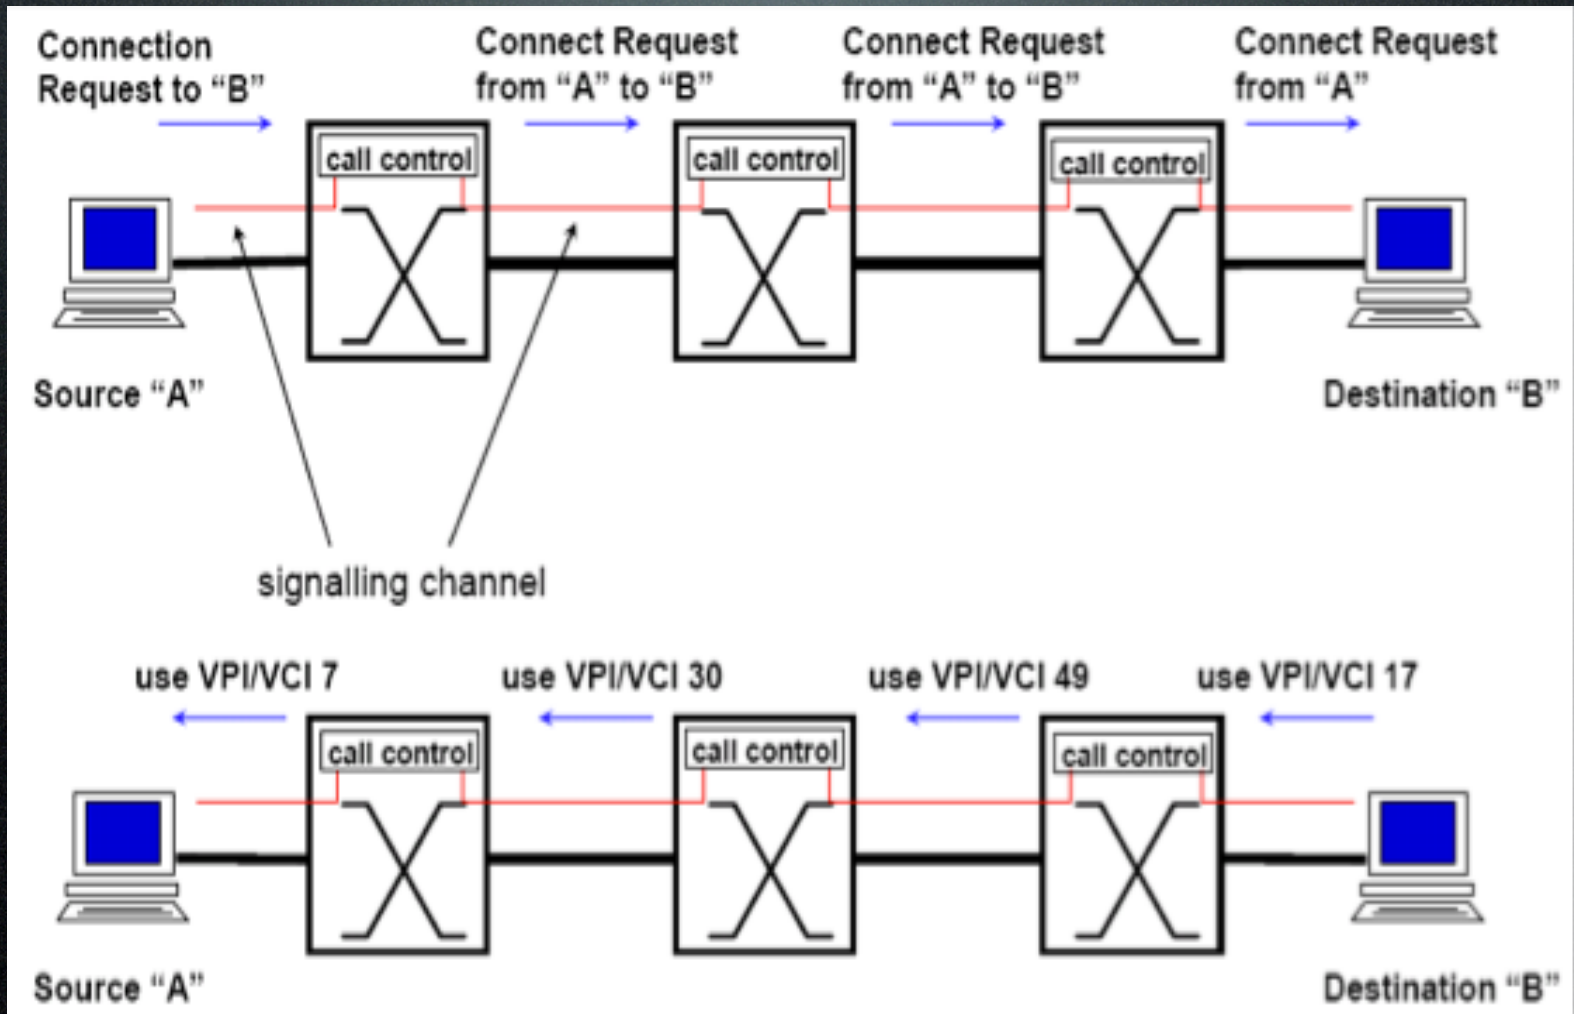 Connection
Request to “B”
Connect Request
from “A” to “B”
Connect Request
from “A” to “B”
Connect Request
from “A”
call control
call control
call control
Source “A”
Destination “B”
signalling channel
use VPI/VCI 7
use VPI/VCI 30
use VPI/VCI 49
use VPI/VCI 17
call control
call control
call control
Source “A”
Destination “B”